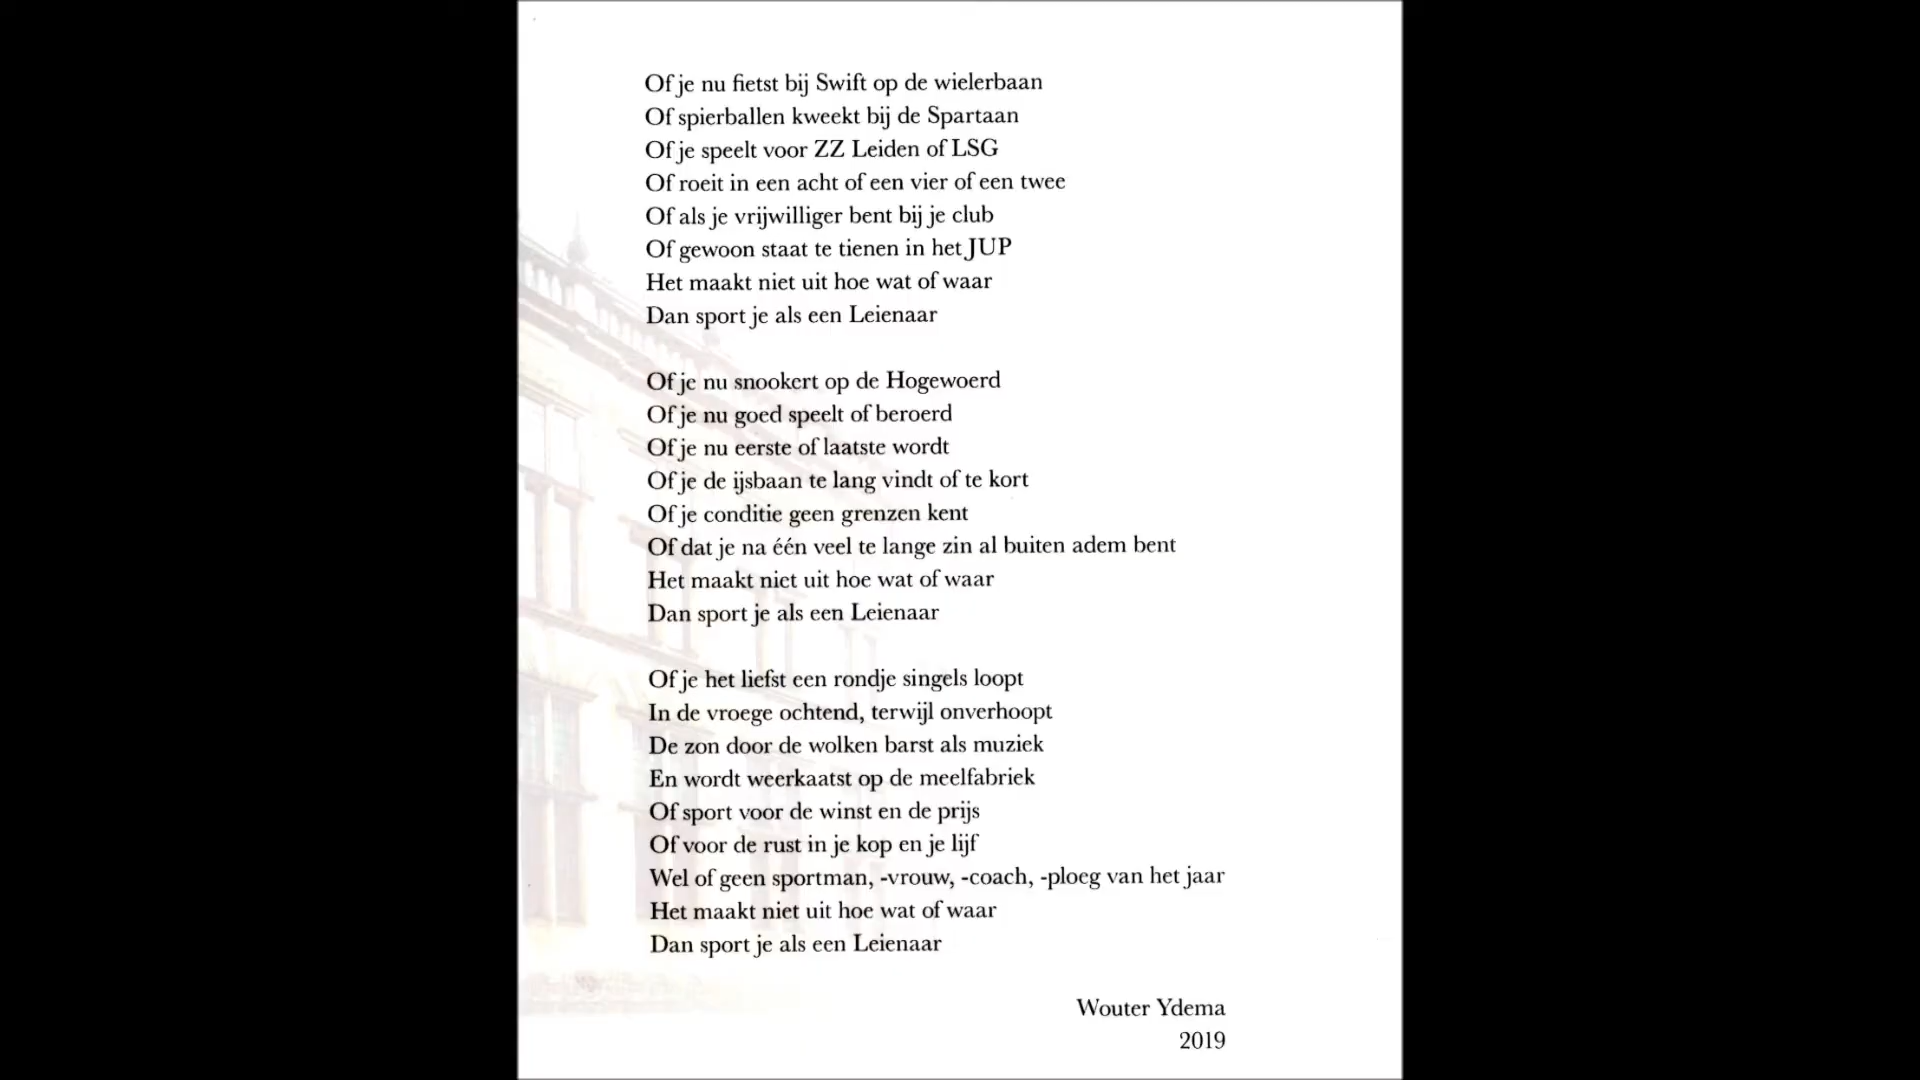 Of je nu fietst bij Swift op de wielerbaan
Of spierballen kweekt bij de Spartaan
Of je speelt voor ZZ Leiden of LSG
Of roeit in een acht of een vier of een twee
Of als je vrijwilliger bent bij je club
Of gewoon staat te tienen in het JUP
Het maakt niet uit hoe wat of waar
Dan sport je als een Leienaar

Of je nu snookert op de Hogewoerd
Of je nu goed speelt of beroerd
Of je nu eerste of laatste wordt
Of je de ijsbaan te lang vindt of te kort
Of je conditie geen grenzen kent
Of dat je na één veel te lange zin al buiten adem bent
Het maakt niet uit hoe wat of waar
Dan sport je als een Leienaar

Of je het liefst een rondje singels loopt
In de vroege ochtend, terwijl onverhoopt
De zon door de wolken barst als muziek
En wordt weerkaatst op de meelfabriek
Of sport voor de winst en de prijs
Of voor de rust in je kop en je lijf
Wel of geen sportman, -vrouw, -coach, -ploeg van het jaar
Het maakt niet uit hoe wat of waar
Dan sport je als een Leienaar

Wouter Ydema
2019